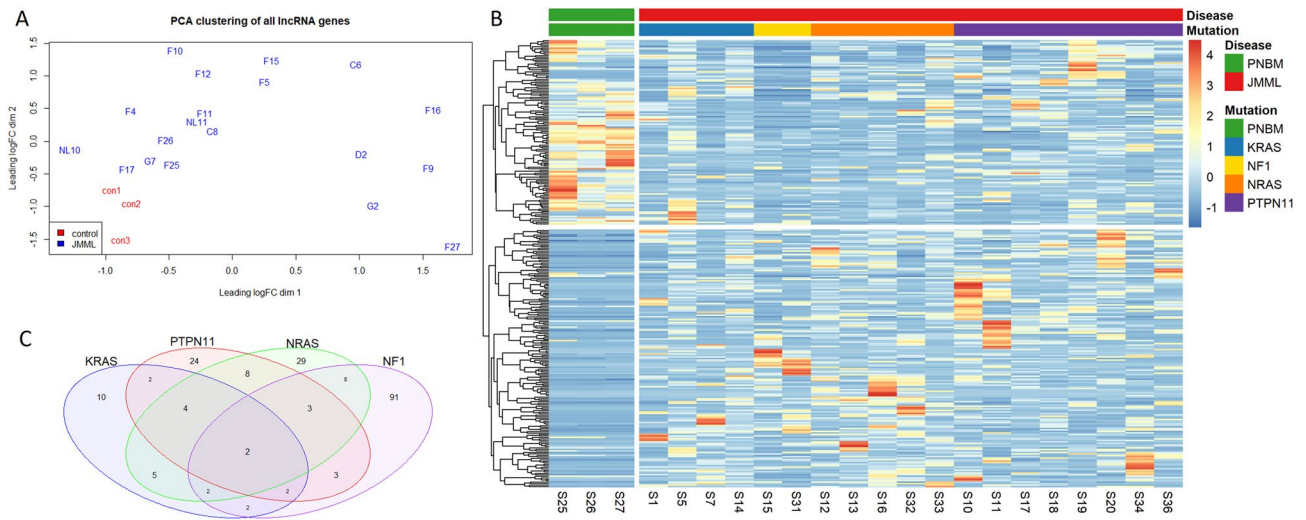 A
PCA clustering of all lncRNA genes
Leading logFC dim 2
1.5
1.0
0.5
0.0
-0.5
-1.0
-1.5
F10
F15
C6
F12
F5
F4
F11
NL11
C8
F16
F26
NL10
G7
F25
F17
D2
F9
con1
con2
G2
con3
F27
control
JMML
-1.0 -0.5 0.0 0.5 1.0 1.5
Leading logFC dim 1
B
Disease
Mutation
4
3
2
1
0
-1
Disease
PNBM
JMML
Mutation
PNBM
KRAS
NF1
NRAS
PTPN11
S25 S26 S27 S1 S5 S7 S14 S15 S31 S12 S13 S16 S32 S33 S10 S11 S17 S18 S19 S20 S34 S36
C
KRAS PTPN11 NRAS NF1
24 29
2 8 8
10 4 3 91
2
5 3
2 2
2